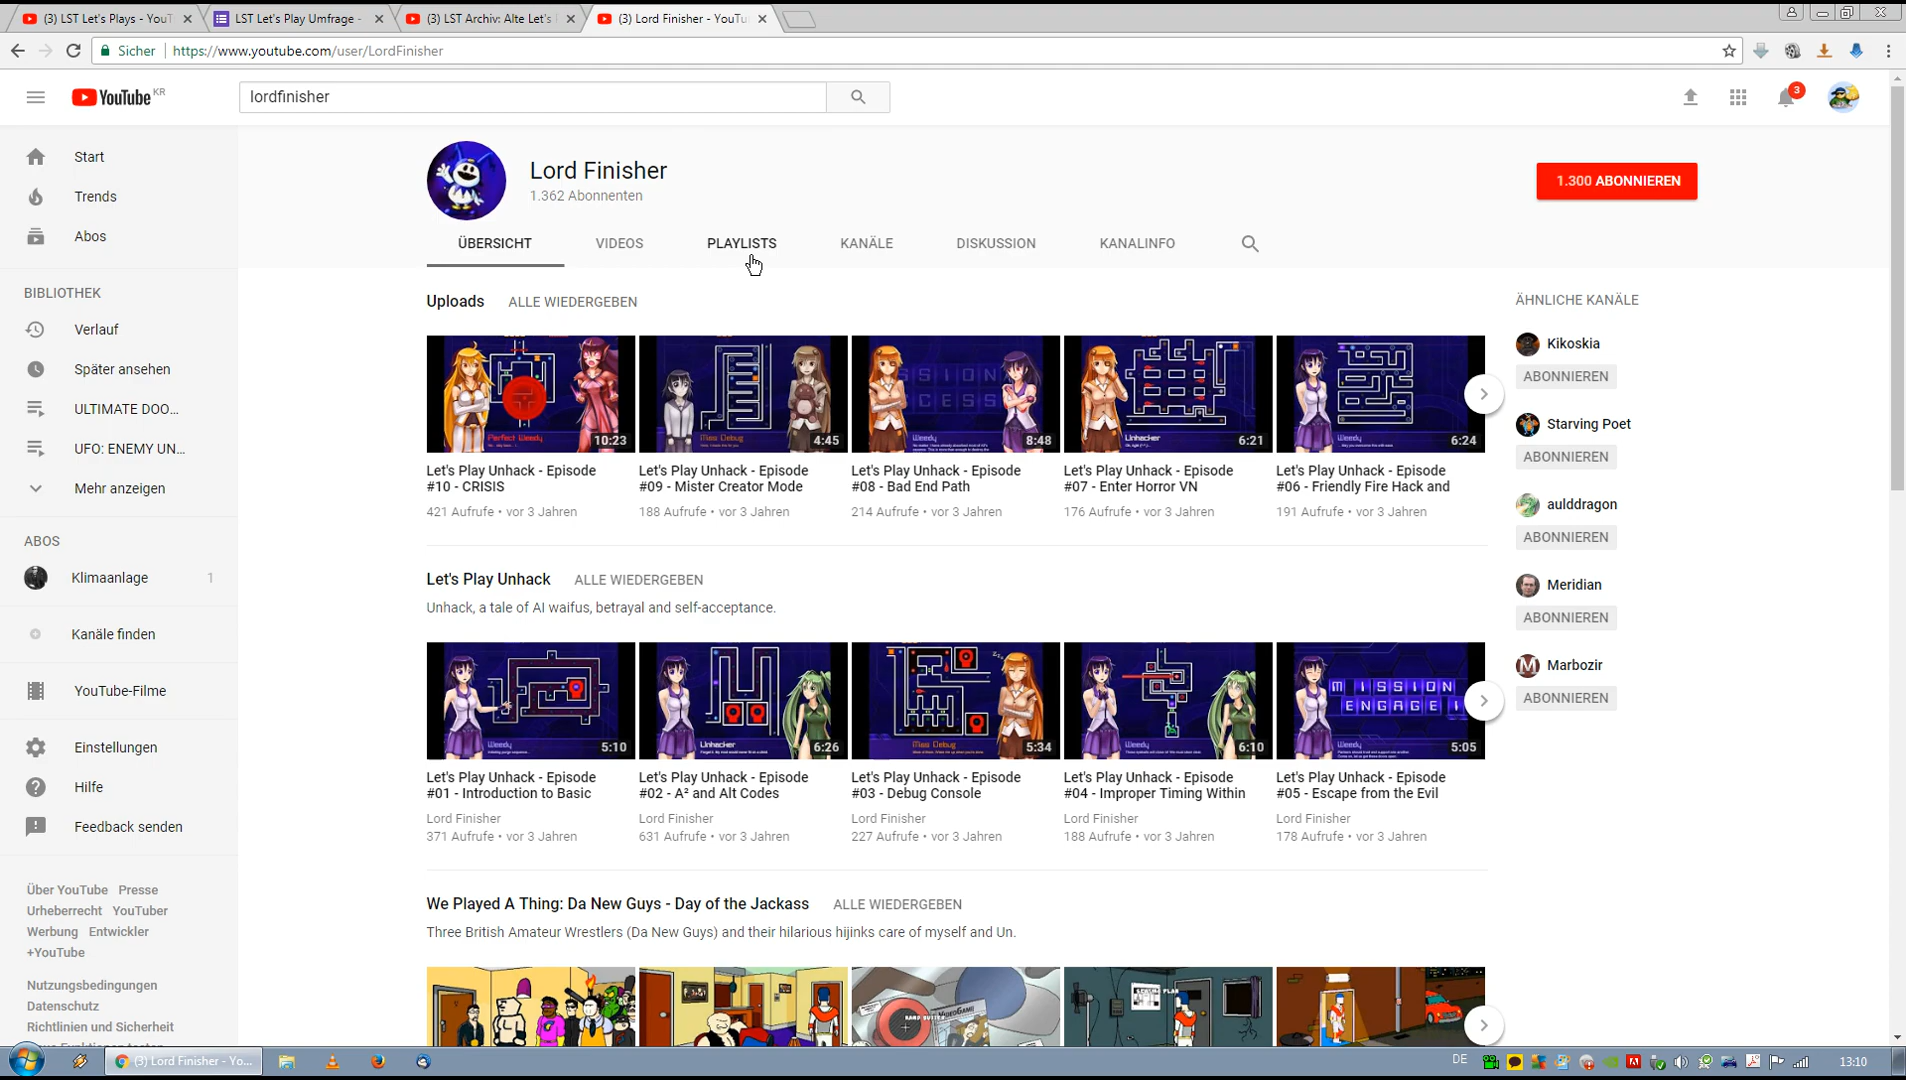 (3) LST Let's Plays - YouT
LST Let's Play Umfrage -
(3) LST Archiv: Alte Let's
(3) Lord Finisher - YouTu
Sicher
https://www.youtube.com/user/LordFinisher
YouTube KR
lordfinisher
3
Start
Trends
Abos
BIBLIOTHEK
Verlauf
Später ansehen
ULTIMATE DOO...
UFO: ENEMY UN...
Mehr anzeigen
ABOS
Klimaanlage 1
Kanäle finden
YouTube-Filme
Einstellungen
Hilfe
Feedback senden
Über YouTube Presse
Urheberrecht YouTuber
Werbung Entwickler
+YouTube
Nutzungsbedingungen
Datenschutz
Richtlinien und Sicherheit
Lord Finisher
1.362 Abonnenten
1.300 ABONNIEREN
ÜBERSICHT VIDEOS PLAYLISTS KANÄLE DISKUSSION KANALINFO
Uploads ALLE WIEDERGEBEN
Perfect Weedy
10:23
Miss Debug
4:45
Weedy
8:48
Unhacker
6:21
Weedy
6:24
Let's Play Unhack - Episode
#10 - CRISIS
421 Aufrufe • vor 3 Jahren
Let's Play Unhack - Episode
#09 - Mister Creator Mode
188 Aufrufe • vor 3 Jahren
Let's Play Unhack - Episode
#08 - Bad End Path
214 Aufrufe • vor 3 Jahren
Let's Play Unhack - Episode
#07 - Enter Horror VN
176 Aufrufe • vor 3 Jahren
Let's Play Unhack - Episode
#06 - Friendly Fire Hack and
191 Aufrufe • vor 3 Jahren
Let's Play Unhack ALLE WIEDERGEBEN
Unhack, a tale of AI waifus, betrayal and self-acceptance.
Weedy
5:10
Unhacker
6:26
Miss Debug
5:34
Weedy
6:10
MISSION
ENGAGE
Weedy
5:05
Let's Play Unhack - Episode
#01 - Introduction to Basic
Lord Finisher
371 Aufrufe • vor 3 Jahren
Let's Play Unhack - Episode
#02 - A² and Alt Codes
Lord Finisher
631 Aufrufe • vor 3 Jahren
Let's Play Unhack - Episode
#03 - Debug Console
Lord Finisher
227 Aufrufe • vor 3 Jahren
Let's Play Unhack - Episode
#04 - Improper Timing Within
Lord Finisher
188 Aufrufe • vor 3 Jahren
Let's Play Unhack - Episode
#05 - Escape from the Evil
Lord Finisher
178 Aufrufe • vor 3 Jahren
We Played A Thing: Da New Guys - Day of the Jackass ALLE WIEDERGEBEN
Three British Amateur Wrestlers (Da New Guys) and their hilarious hijinks care of myself and Un.
ÄHNLICHE KANÄLE
Kikoskia
ABONNIEREN
Starving Poet
ABONNIEREN
aulddragon
ABONNIEREN
Meridian
ABONNIEREN
Marbozir
ABONNIEREN
(3) Lord Finisher - Yo...
DE
13:10